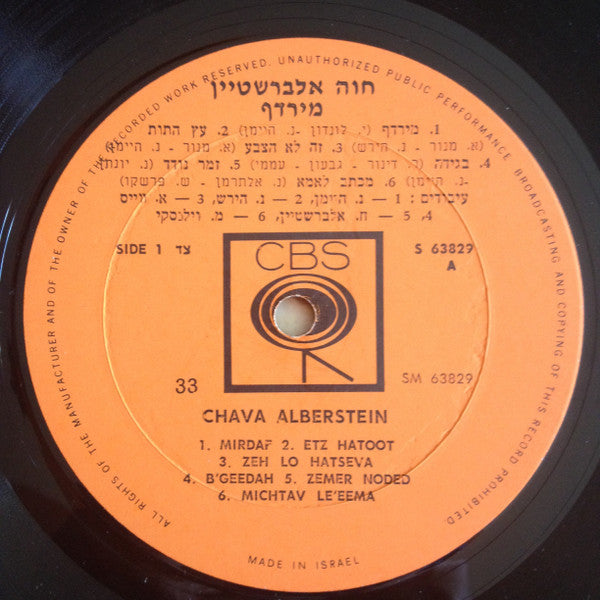 ALL RIGHTS OF THE MANUFACTURER AND OF THE OWNER OF THE RECORDED WORK RESERVED. UNAUTHORIZED PUBLIC PERFORMANCE BROADCASTING AND COPYING OF THIS RECORD PROHIBITED
חוה אלברשטיין
מירדף
1. מירדף (י. לונדון - נ. היימן) 2. עץ התות
(א. מנור - נ. הירש) 3. זה לא הצבע (א. מנור - נ. היימן)
4. בגידה (ר. דינור - גבעון - עממי) 5. זמר נודד (נ. יונתן
-נ. היימן) 6. מכתב לאמא (נ. אלתרמן - ש. פרשקו)
עיבודים: 1 — נ. היימן, 2 — נ. הירש, 3 — א. חייס
4, 5 — ח. אלברשטיין, 6 — מ. וילנסקי
SIDE 1 צד
S 63829
A
CBS
33
SM 63829
CHAVA ALBERSTEIN
1. MIRDAF 2. ETZ HATOOT
3. ZEH LO HATSEVA
4. B'GEEDAH 5. ZEMER NODED
6. MICHTAV LE'EEMA
MADE IN ISRAEL